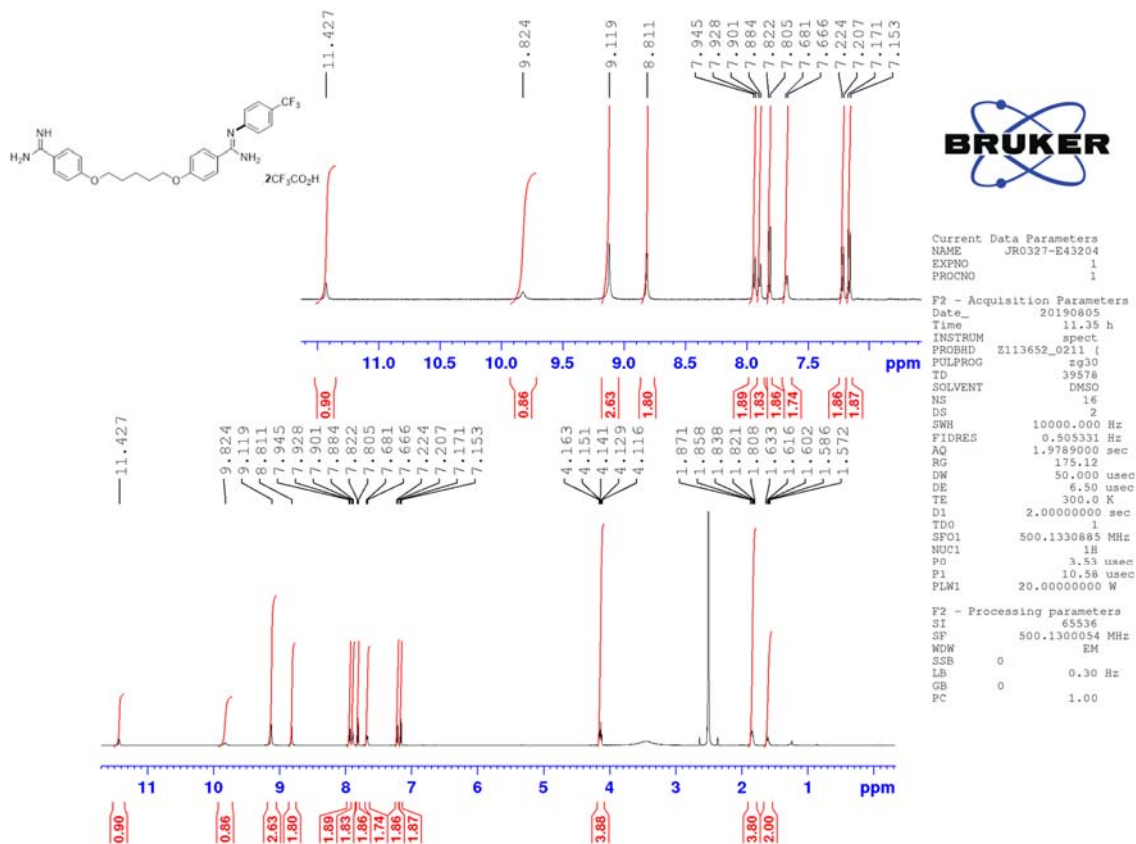 11.427
9.824
9.119
8.811
7.945
7.928
7.901
7.884
7.822
7.805
7.681
7.666
7.224
7.207
7.171
7.153
CF3
NH
H2N
N
NH2
O
O
.2CF3CO2H
BRUKER
11.0 10.5 10.0 9.5 9.0 8.5 8.0 7.5 ppm
0.90
0.86
2.63
1.80
1.89
1.83
1.86
1.74
1.86
1.87
11.427
9.824
9.119
8.811
7.945
7.928
7.901
7.884
7.822
7.805
7.681
7.666
7.224
7.207
7.171
7.153
4.163
4.151
4.141
4.129
4.116
1.871
1.858
1.838
1.821
1.808
1.633
1.616
1.602
1.586
1.572
11 10 9 8 7 6 5 4 3 2 1 ppm
0.90
0.86
2.63
1.80
1.89
1.83
1.86
1.74
1.86
1.87
3.88
3.80
2.00
Current Data Parameters
NAME JR0327-E43204
EXPNO 1
PROCNO 1
F2 - Acquisition Parameters
Date_ 20190805
Time 11.35 h
INSTRUM spect
PROBHD Z113652_0211 (
PULPROG zg30
TD 39578
SOLVENT DMSO
NS 16
DS 2
SWH 10000.000 Hz
FIDRES 0.505331 Hz
AQ 1.9789000 sec
RG 175.12
DW 50.000 usec
DE 6.50 usec
TE 300.0 K
D1 2.00000000 sec
TD0 1
SFO1 500.1330885 MHz
NUC1 1H
P0 3.53 usec
P1 10.58 usec
PLW1 20.00000000 W
F2 - Processing parameters
SI 65536
SF 500.1300054 MHz
WDW EM
SSB 0
LB 0.30 Hz
GB 0
PC 1.00